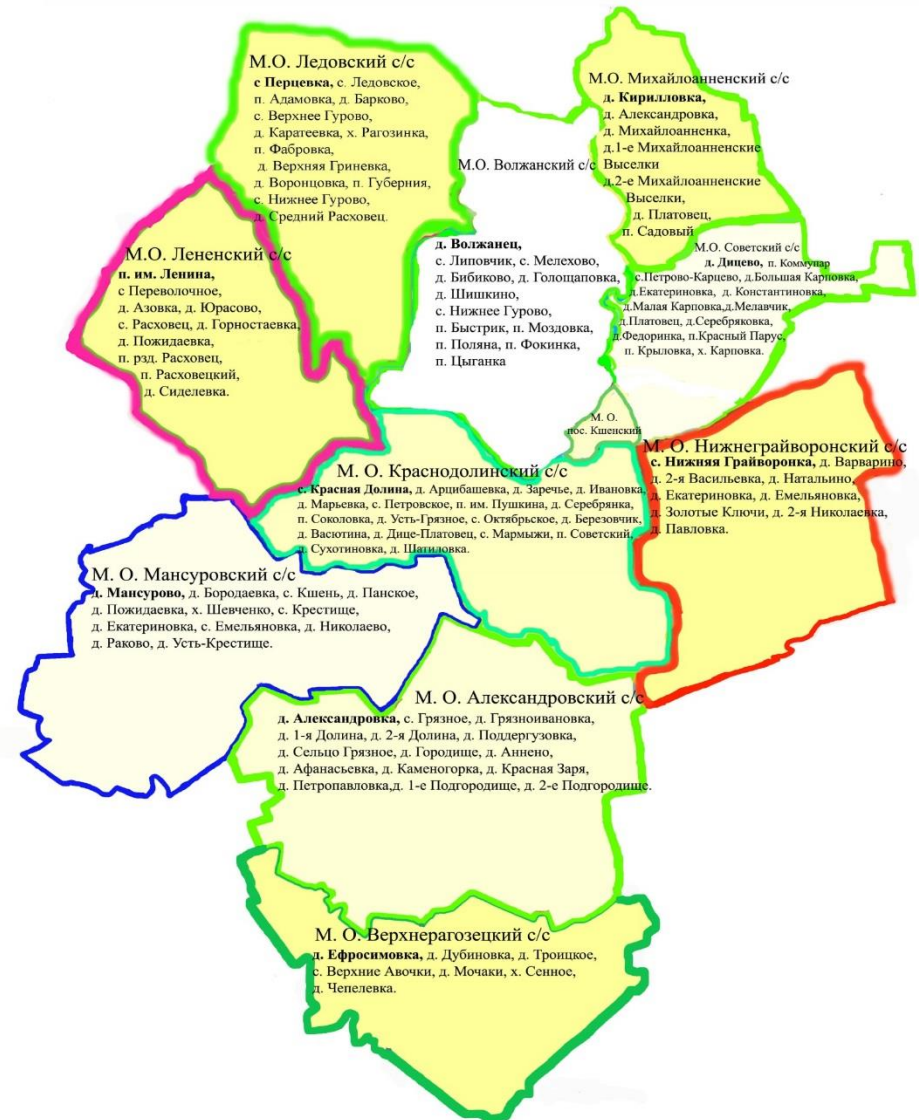 М.О. Ледовский с/с
с Перцевка, с. Ледовское,
п. Адамовка, д. Барково,
с. Верхнее Гурово,
д. Каратеевка, х. Рагозинка,
п. Фабровка,
д. Верхняя Гриневка,
д. Воронцовка, п. Губерния,
с. Нижнее Гурово,
д. Средний Расховец.
М.О. Михайлоанненский с/с
д. Кирилловка,
д. Александровка,
д. Михайлоанненка,
д.1-е Михайлоанненские
Выселки
д.2-е Михайлоанненские
Выселки,
д. Платовец,
п. Садовый
М.О. Волжанский с/с
д. Волжанец,
с. Липовчик, с. Мелехово,
д. Бибиково, д. Голощаповка,
д. Шишкино,
с. Нижнее Гурово,
п. Быстрик, п. Моздовка,
п. Поляна, п. Фокинка,
п. Цыганка
М.О. Советский с/с
д. Дицево, п. Коммунар
с.Петрово-Карцево, д.Большая Карповка,
д.Екатериновка, д. Константиновка,
д.Малая Карповка,д.Мелавчик,
д.Платовец, д.Серебряковка,
д.Федоринка, п.Красный Парус,
п. Крыловка, х. Карповка.
М.О. Лененский с/с
п. им. Ленина,
с Переволочное,
д. Азовка, д. Юрасово,
с. Расховец, д. Горностаевка,
д. Пожидаевка,
п. рзд. Расховец,
п. Расховецкий,
д. Сиделевка.
М. О.
пос. Кшенский
М. О. Нижнеграйворонский с/с
с. Нижняя Грайворонка, д. Варварино,
д. 2-я Васильевка, д. Натальино,
д. Екатериновка, д. Емельяновка,
д. Золотые Ключи, д. 2-я Николаевка,
д. Павловка.
М. О. Краснодолинский с/с
с. Красная Долина, д. Арцибашевка, д. Заречье, д. Ивановка,
д. Марьевка, с. Петровское, п. им. Пушкина, д. Серебрянка,
п. Соколовка, д. Усть-Грязное, с. Октябрьское, д. Березовчик,
д. Васютина, д. Дице-Платовец, с. Мармыжи, п. Советский,
д. Сухотиновка, д. Шатиловка.
М. О. Мансуровский с/с
д. Мансурово, д. Бородаевка, с. Кшень, д. Панское,
д. Пожидаевка, х. Шевченко, с. Крестище,
д. Екатериновка, с. Емельяновка, д. Николаево,
д. Раково, д. Усть-Крестище.
М. О. Александровский с/с
д. Александровка, с. Грязное, д. Грязноивановка,
д. 1-я Долина, д. 2-я Долина, д. Поддергузовка,
д. Сельцо Грязное, д. Городище, д. Аннено,
д. Афанасьевка, д. Каменогорка, д. Красная Заря,
д. Петропавловка,д. 1-е Подгородище, д. 2-е Подгородище.
М. О. Верхнерагозецкий с/с
д. Ефросимовка, д. Дубиновка, д. Троицкое,
с. Верхние Авочки, д. Мочаки, х. Сенное,
д. Чепелевка.